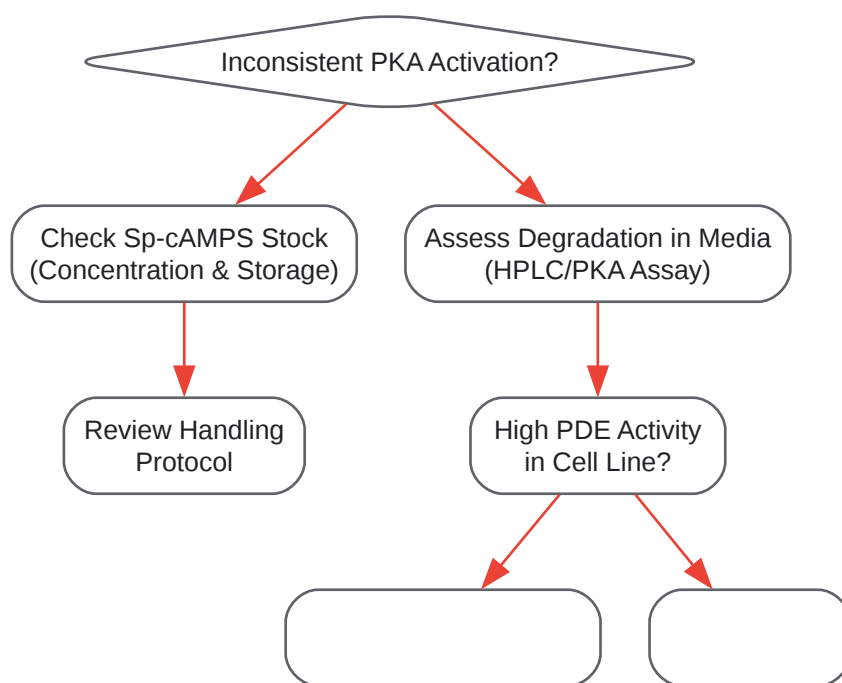 Inconsistent PKA Activation?
Check Sp-cAMPS Stock
(Concentration & Storage)
Assess Degradation in Media
(HPLC/PKA Assay)
Review Handling
Protocol
High PDE Activity
in Cell Line?